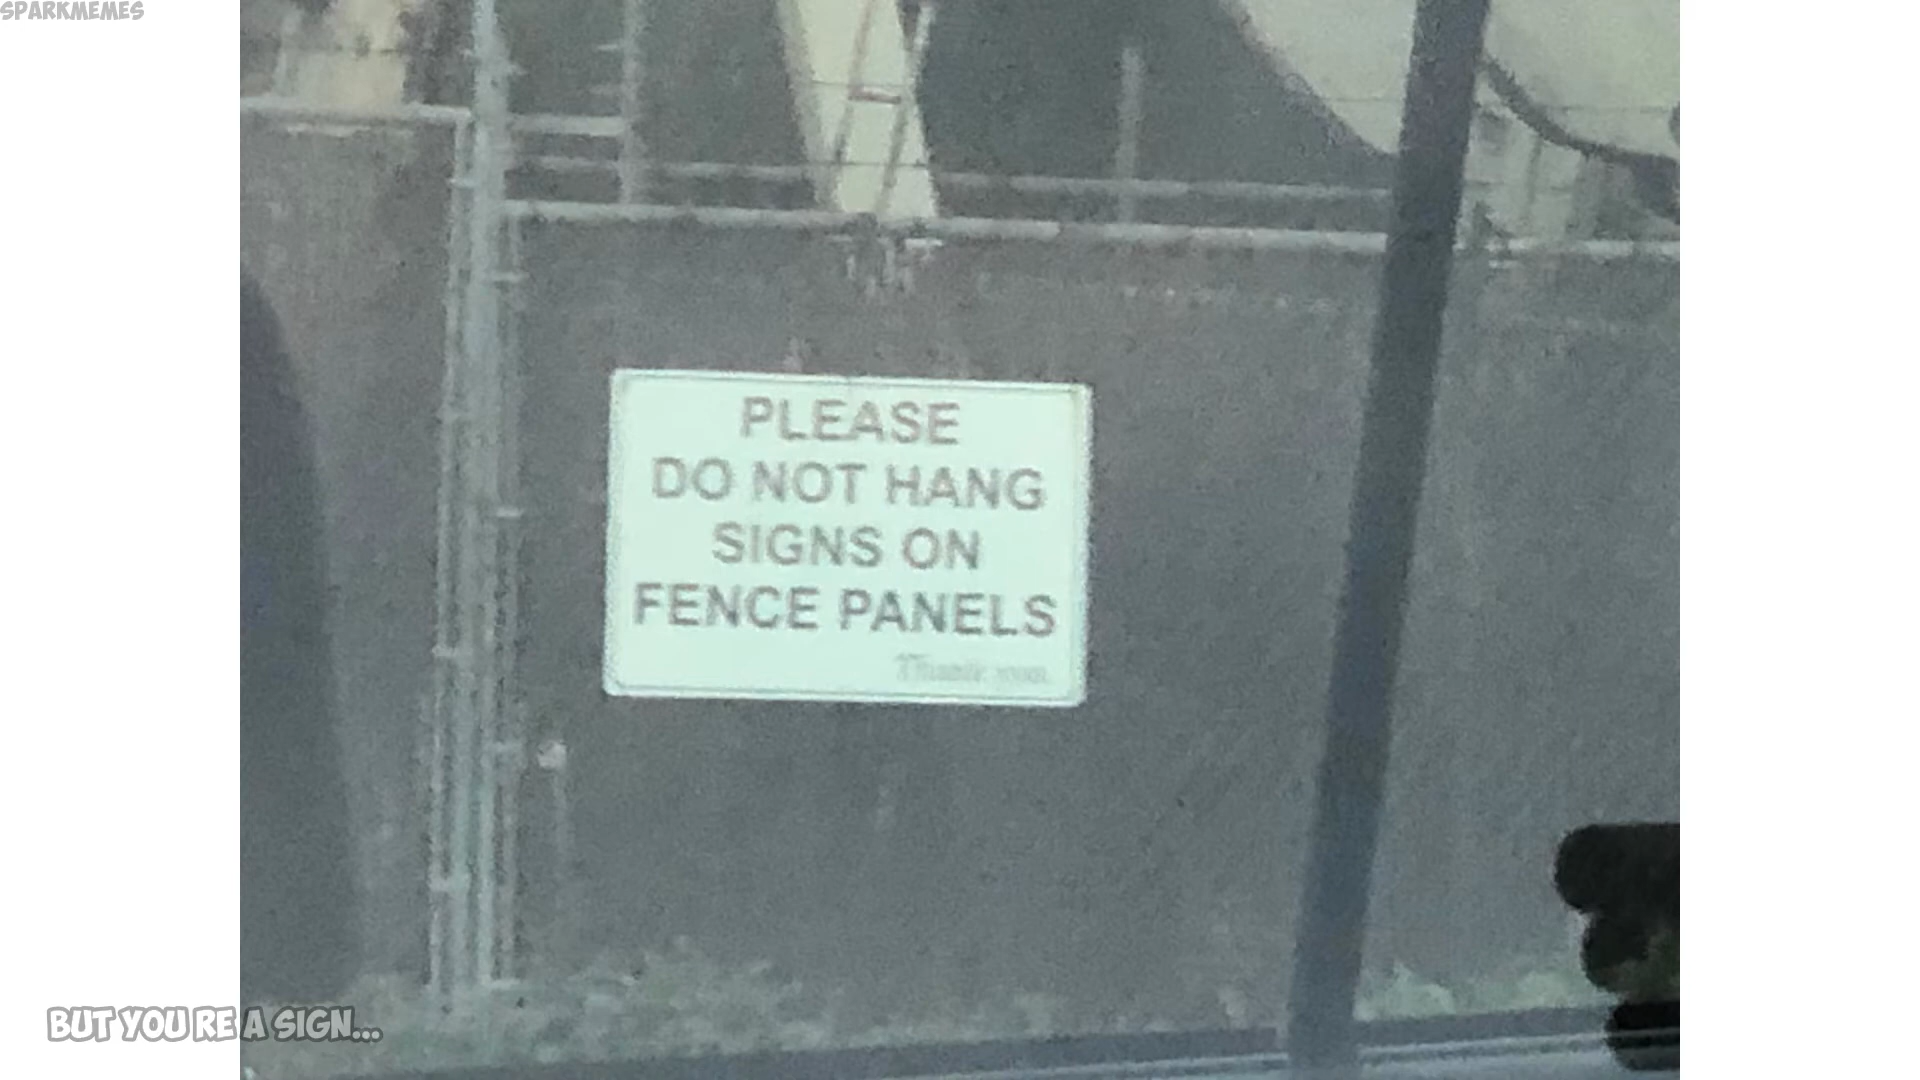 SPARKMEMES
PLEASE
DO NOT HANG
SIGNS ON
FENCE PANELS
Thank you.
BUT YOU'RE A SIGN...